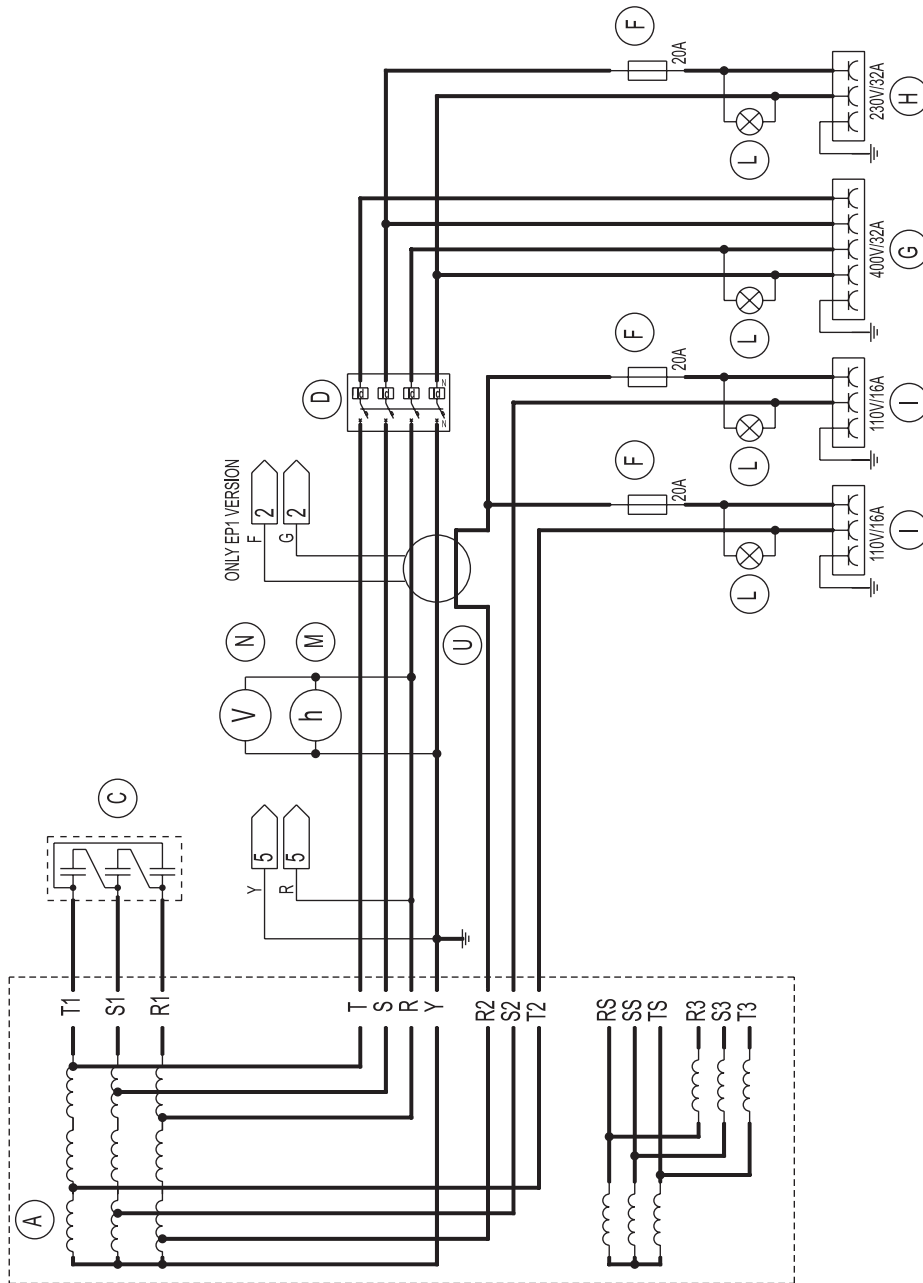 A
T1
S1
R1
C
T
S
R
Y
R2
S2
T2
RS
SS
TS
R3
S3
T3
Y 5
R 5
V
N
h
M
ONLY EP1 VERSION
F 2
G 2
U
D
N
N
F
20A
F
20A
F
20A
L
L
L
L
110V/16A
110V/16A
400V/32A
230V/32A
I
I
G
H